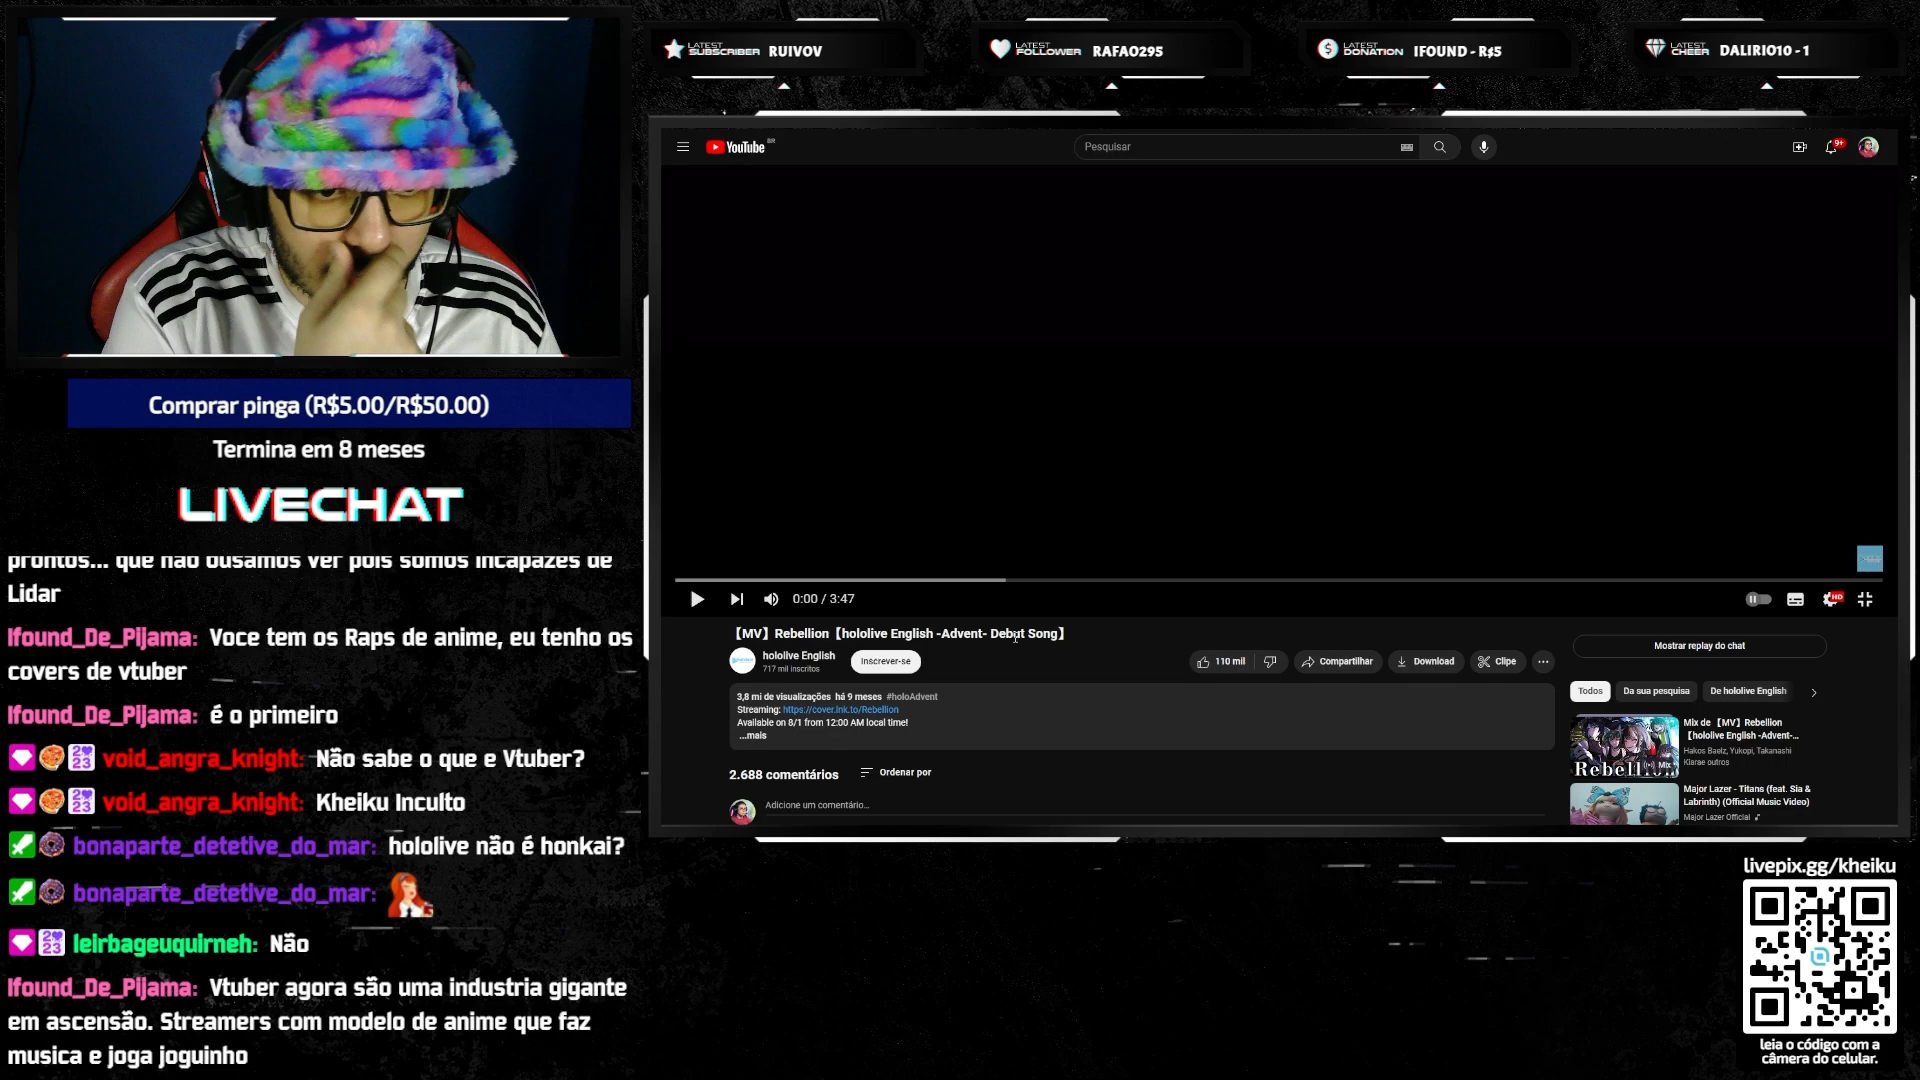 LATEST SUBSCRIBER RUIVOV
LATEST FOLLOWER RAFAO295
LATEST DONATION IFOUND - R$5
LATEST CHEER DALIRIO10 - 1
YouTube BR
Pesquisar
9+
0:00 / 3:47
HD
【MV】Rebellion【hololive English -Advent- Debut Song】
hololive English
717 mil inscritos
Inscrever-se
110 mil
Compartilhar
Download
Clipe
3,8 mi de visualizações há 9 meses #holoAdvent
Streaming: https://cover.lnk.to/Rebellion
Available on 8/1 from 12:00 AM local time!
...mais
2.688 comentários
Ordenar por
Adicione um comentário...
Mostrar replay do chat
Todos
Da sua pesquisa
De hololive English
Rebellion
Mix
Mix de 【MV】Rebellion
【hololive English -Advent-...
Hakos Baelz, Yukopi, Takanashi
Kiarae outros
Major Lazer - Titans (feat. Sia &
Labrinth) (Official Music Video)
Major Lazer Official
Comprar pinga (R$5.00/R$50.00)
Termina em 8 meses
LIVECHAT
prontos... que não ousamos ver pois somos incapazes de
Lidar
Ifound_De_Pijama: Voce tem os Raps de anime, eu tenho os
covers de vtuber
Ifound_De_Pijama: é o primeiro
void_angra_knight: Não sabe o que e Vtuber?
void_angra_knight: Kheiku Inculto
bonaparte_detetive_do_mar: hololive não é honkai?
bonaparte_detetive_do_mar:
leirbageuquirneh: Não
Ifound_De_Pijama: Vtuber agora são uma industria gigante
em ascensão. Streamers com modelo de anime que faz
musica e joga joguinho
livepix.gg/kheiku
leia o código com a
câmera do celular.